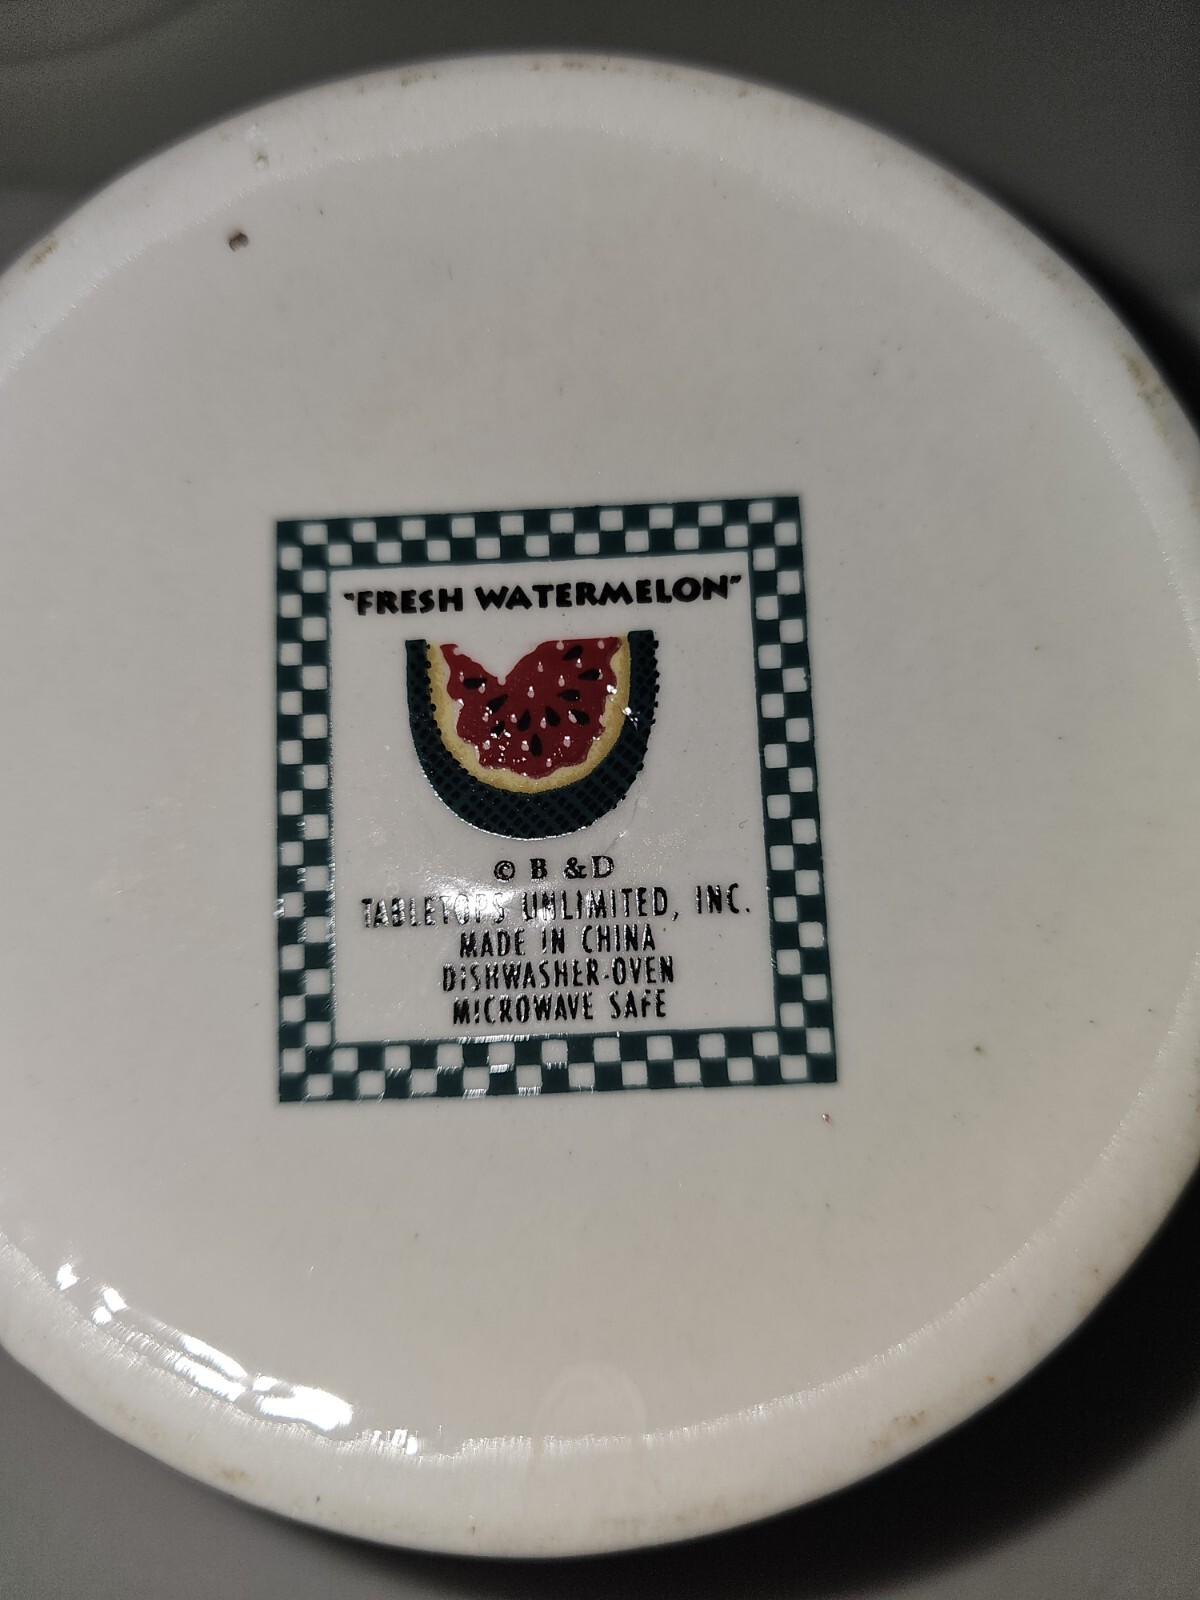 "FRESH WATERMELON"
© B & D
TABLETOPS UNLIMITED, INC.
MADE IN CHINA
DISHWASHER-OVEN
MICROWAVE SAFE